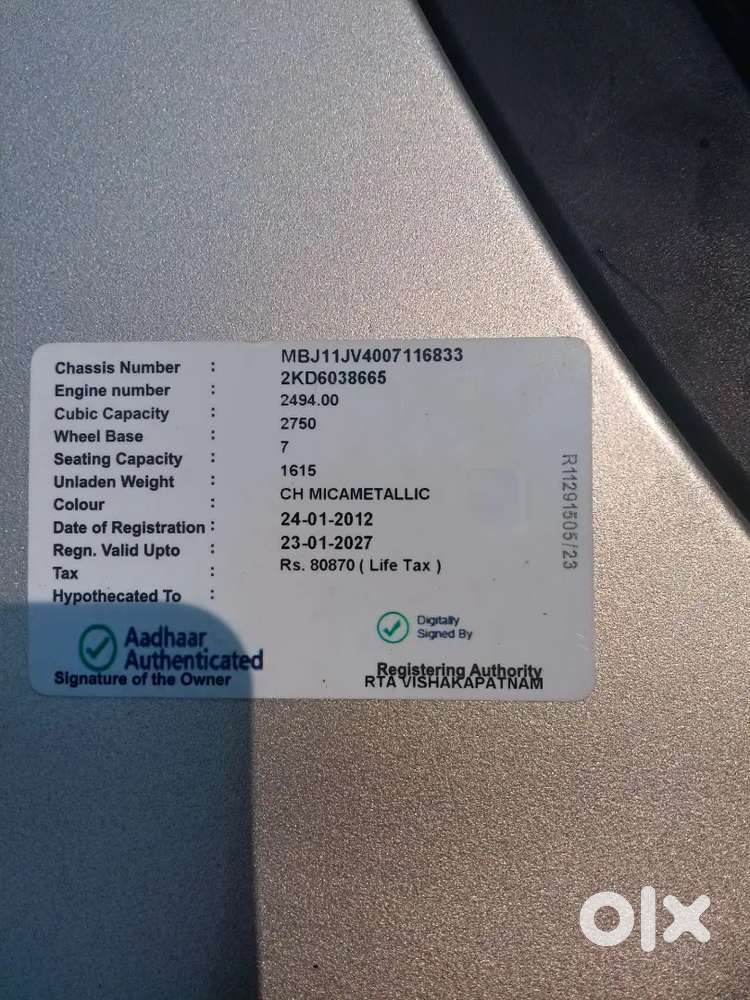 Chassis Number : MBJ11JV4007116833
Engine number : 2KD6038665
Cubic Capacity : 2494.00
Wheel Base : 2750
Seating Capacity : 7
Unladen Weight : 1615
Colour : CH MICAMETALLIC
Date of Registration : 24-01-2012
Regn. Valid Upto : 23-01-2027
Tax : Rs. 80870 ( Life Tax )
Hypothecated To :
Aadhaar
Authenticated
Signature of the Owner
Digitally
Signed By
Registering Authority
RTA VISHAKAPATNAM
R11291505/23
olx